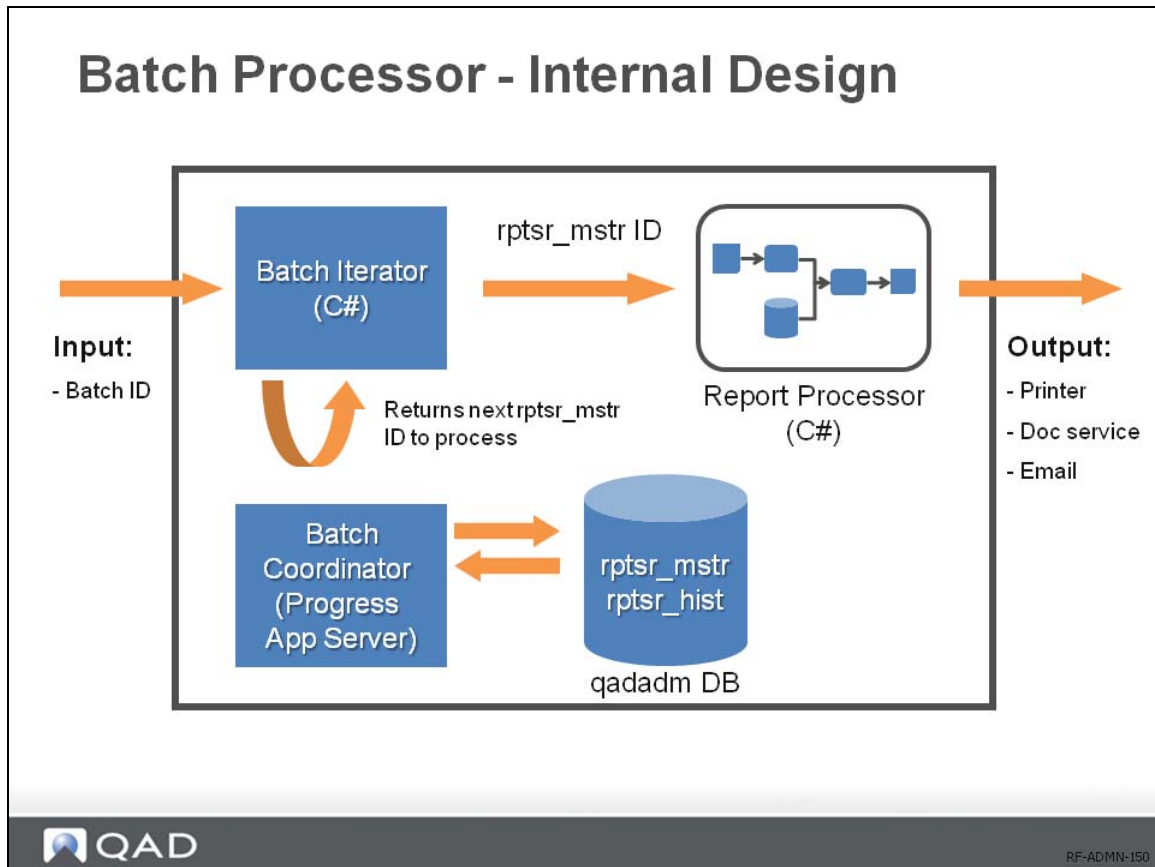 Batch Processor - Internal Design
Input:
- Batch ID
Batch Iterator
(C#)
rptsr_mstr ID
Report Processor
(C#)
Returns next rptsr_mstr
ID to process
Batch
Coordinator
(Progress
App Server)
rptsr_mstr
rptsr_hist
qadadm DB
Output:
- Printer
- Doc service
- Email
QAD
RF-ADMN-150